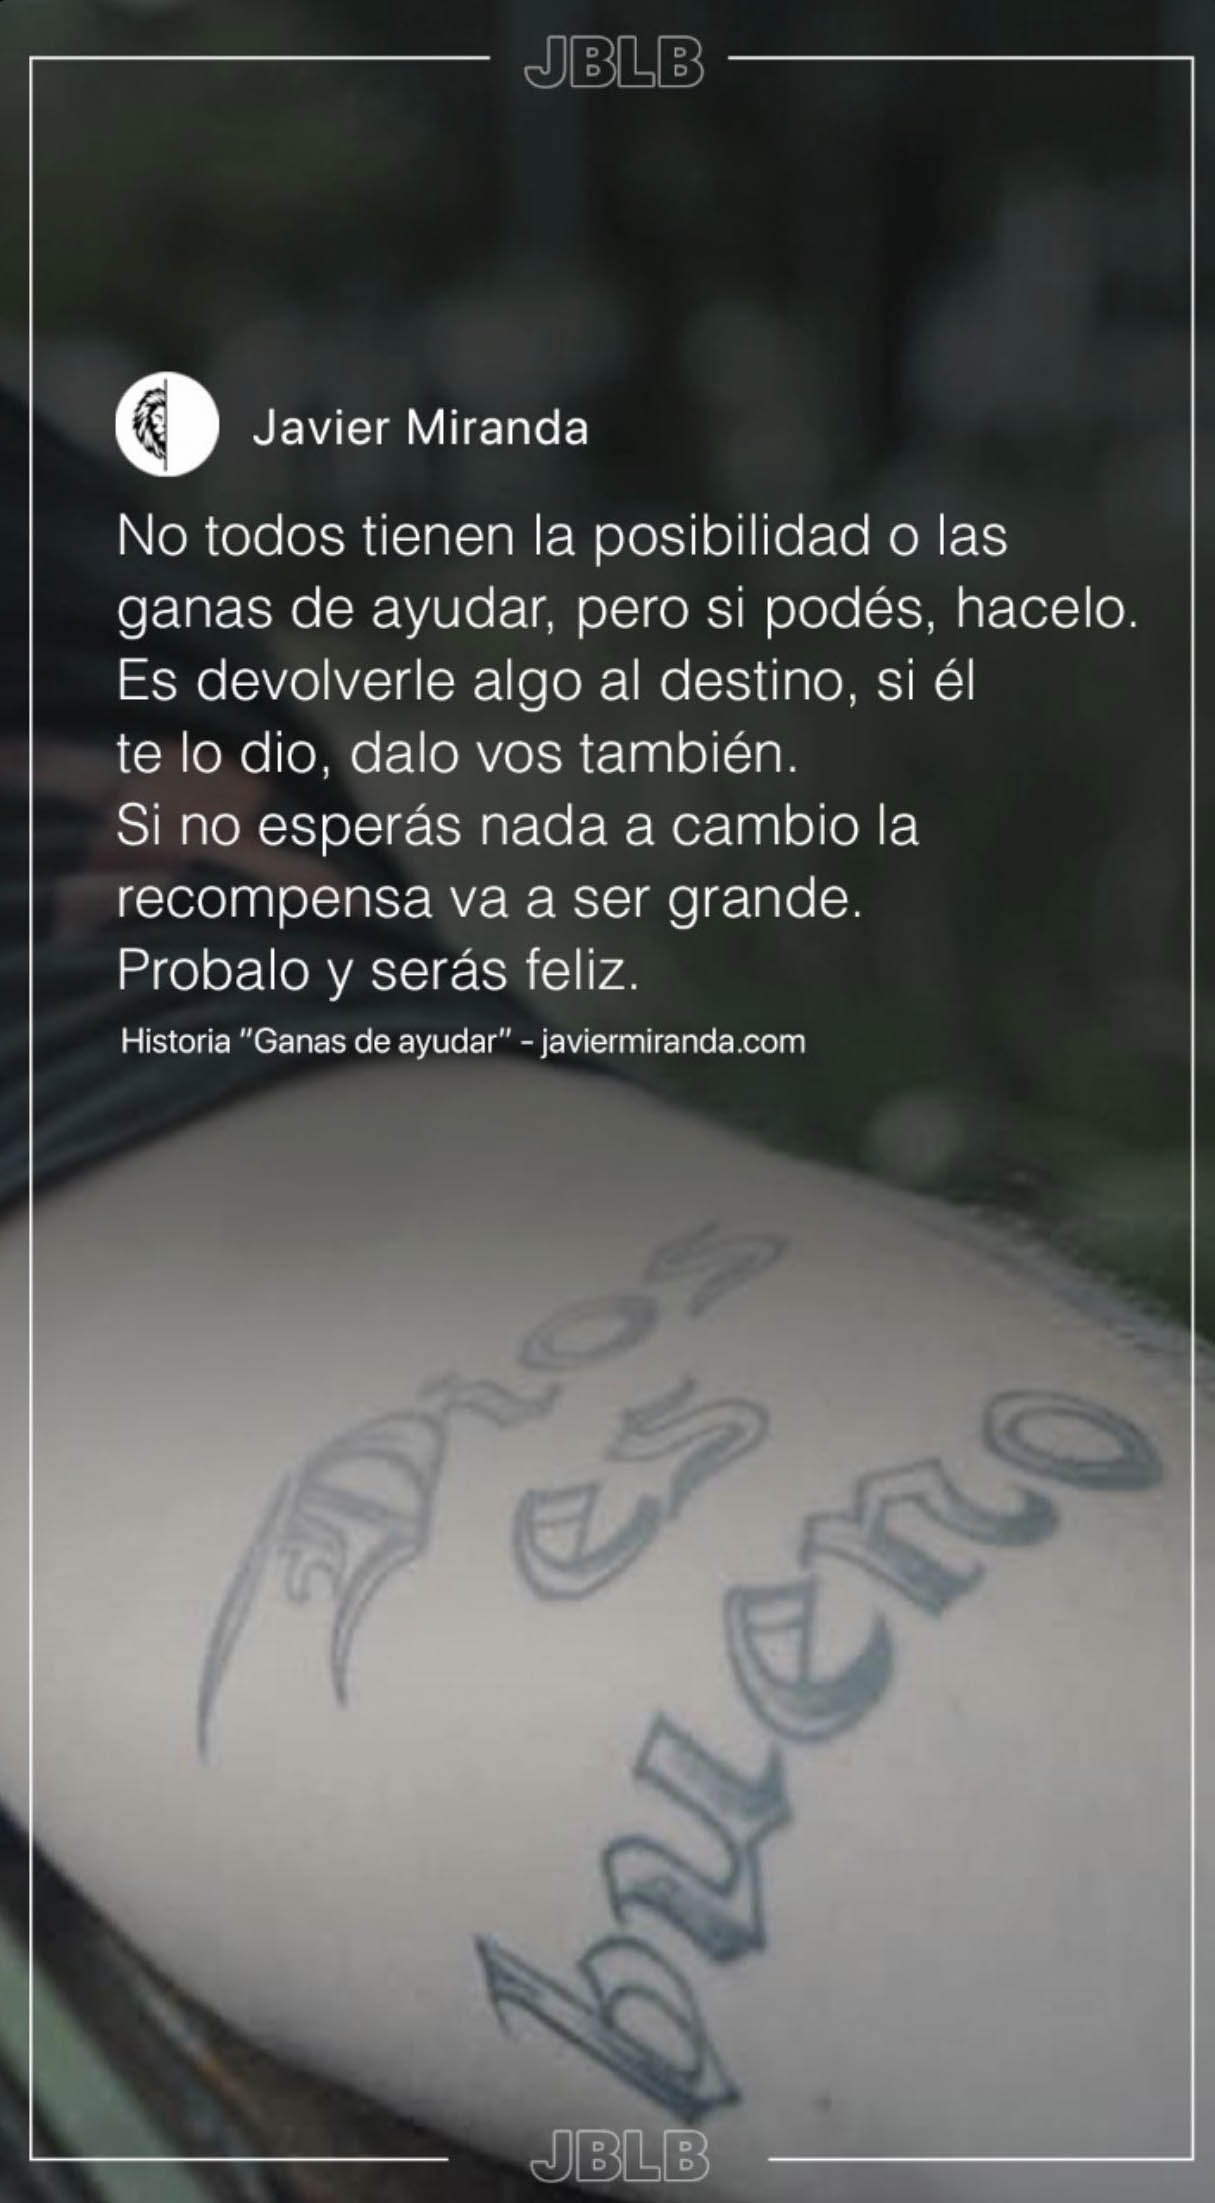 JBLB
Javier Miranda
No todos tienen la posibilidad o las
ganas de ayudar, pero si podés, hacelo.
Es devolverle algo al destino, si él
te lo dio, dalo vos también.
Si no esperás nada a cambio la
recompensa va a ser grande.
Probalo y serás feliz.
Historia "Ganas de ayudar" - javiermiranda.com
Dios
es
bueno
JBLB